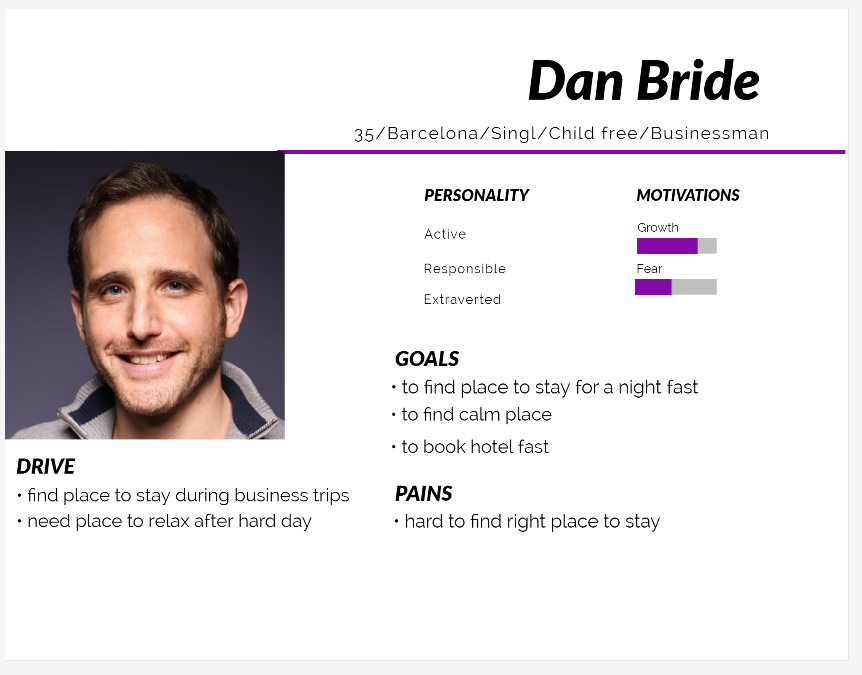 Dan Bride
35/Barcelona/Singl/Child free/Businessman
PERSONALITY
Active
Responsible
Extraverted
MOTIVATIONS
Growth
Fear
GOALS
• to find place to stay for a night fast
• to find calm place
• to book hotel fast
DRIVE
• find place to stay during business trips
• need place to relax after hard day
PAINS
• hard to find right place to stay